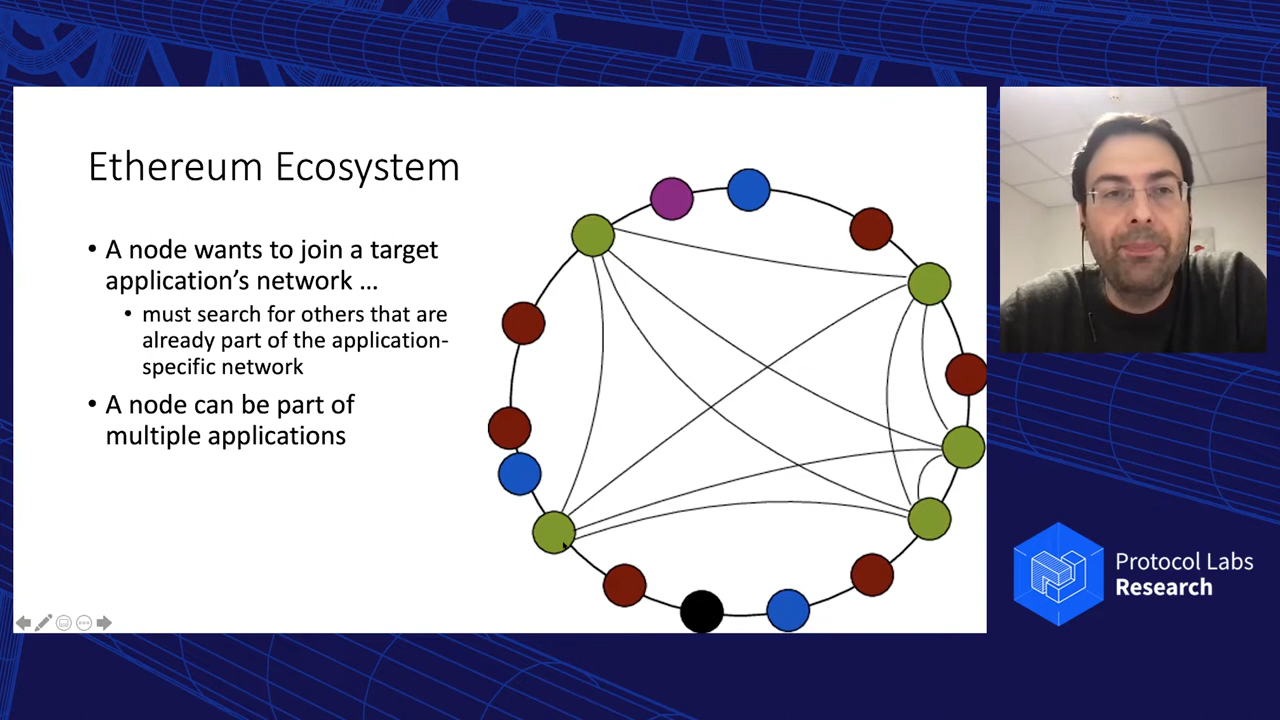 Ethereum Ecosystem
• A node wants to join a target
application’s network …
• must search for others that are
already part of the application-
specific network
• A node can be part of
multiple applications
Protocol Labs
Research